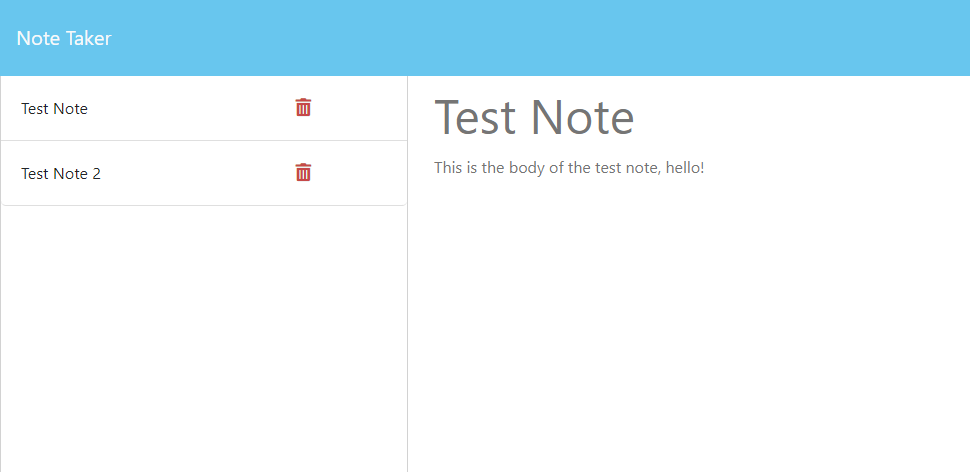 Note Taker
Test Note
Test Note 2
Test Note
This is the body of the test note, hello!